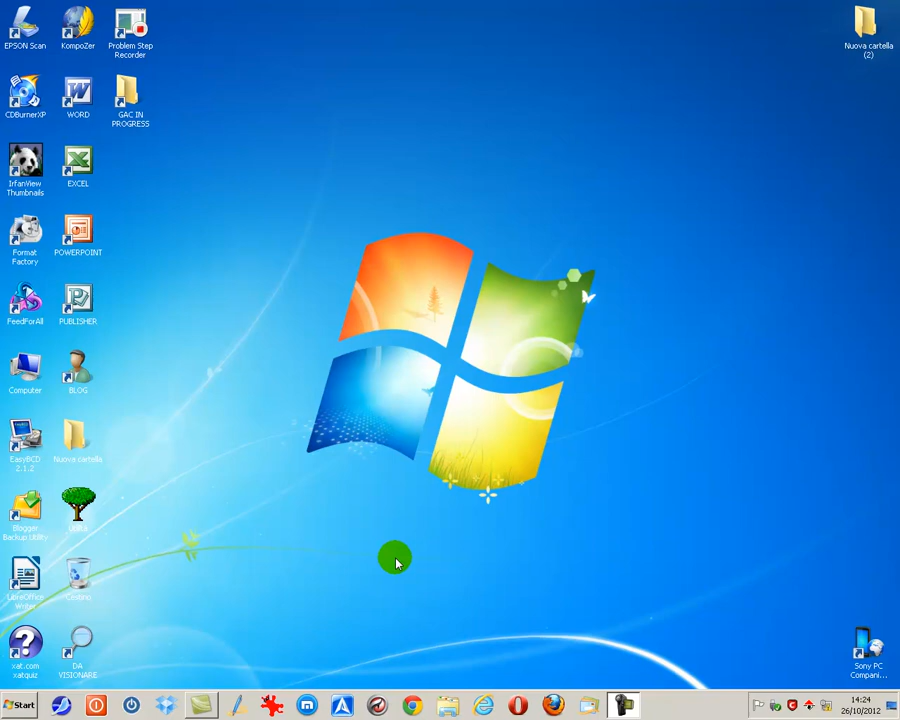 EPSON Scan
KompoZer
Problem Step
Recorder
Nuova cartella
(2)
CDBurnerXP
WORD
GAC IN
PROGRESS
IrfanView
Thumbnails
EXCEL
Format
Factory
POWERPOINT
FeedForAll
PUBLISHER
Computer
BLOG
EasyBCD
2.1.2
Nuova cartella
Blogger
Backup Utility
LibreOffice
Writer
Cestino
xat.com
xatquiz
DA
VISIONARE
Sony PC
Compani...
Start
14:24
26/10/2012